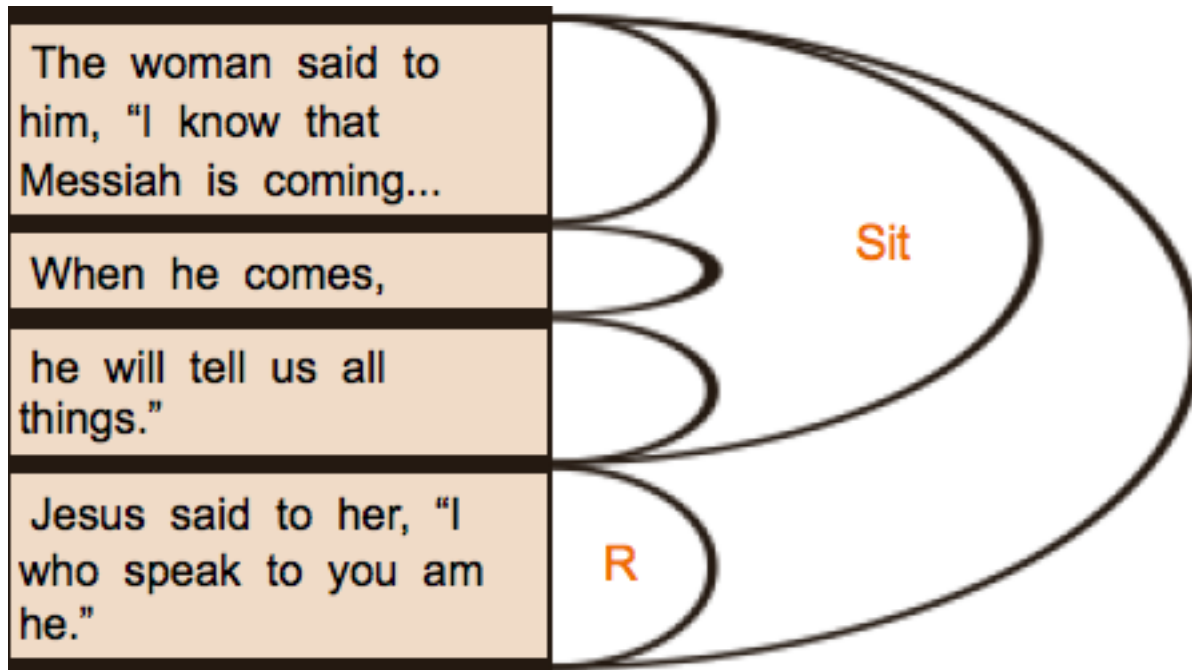 The woman said to
him, “I know that
Messiah is coming...
Sit
When he comes,
he will tell us all
things.”
Jesus said to her, “I
who speak to you am
he.”
R